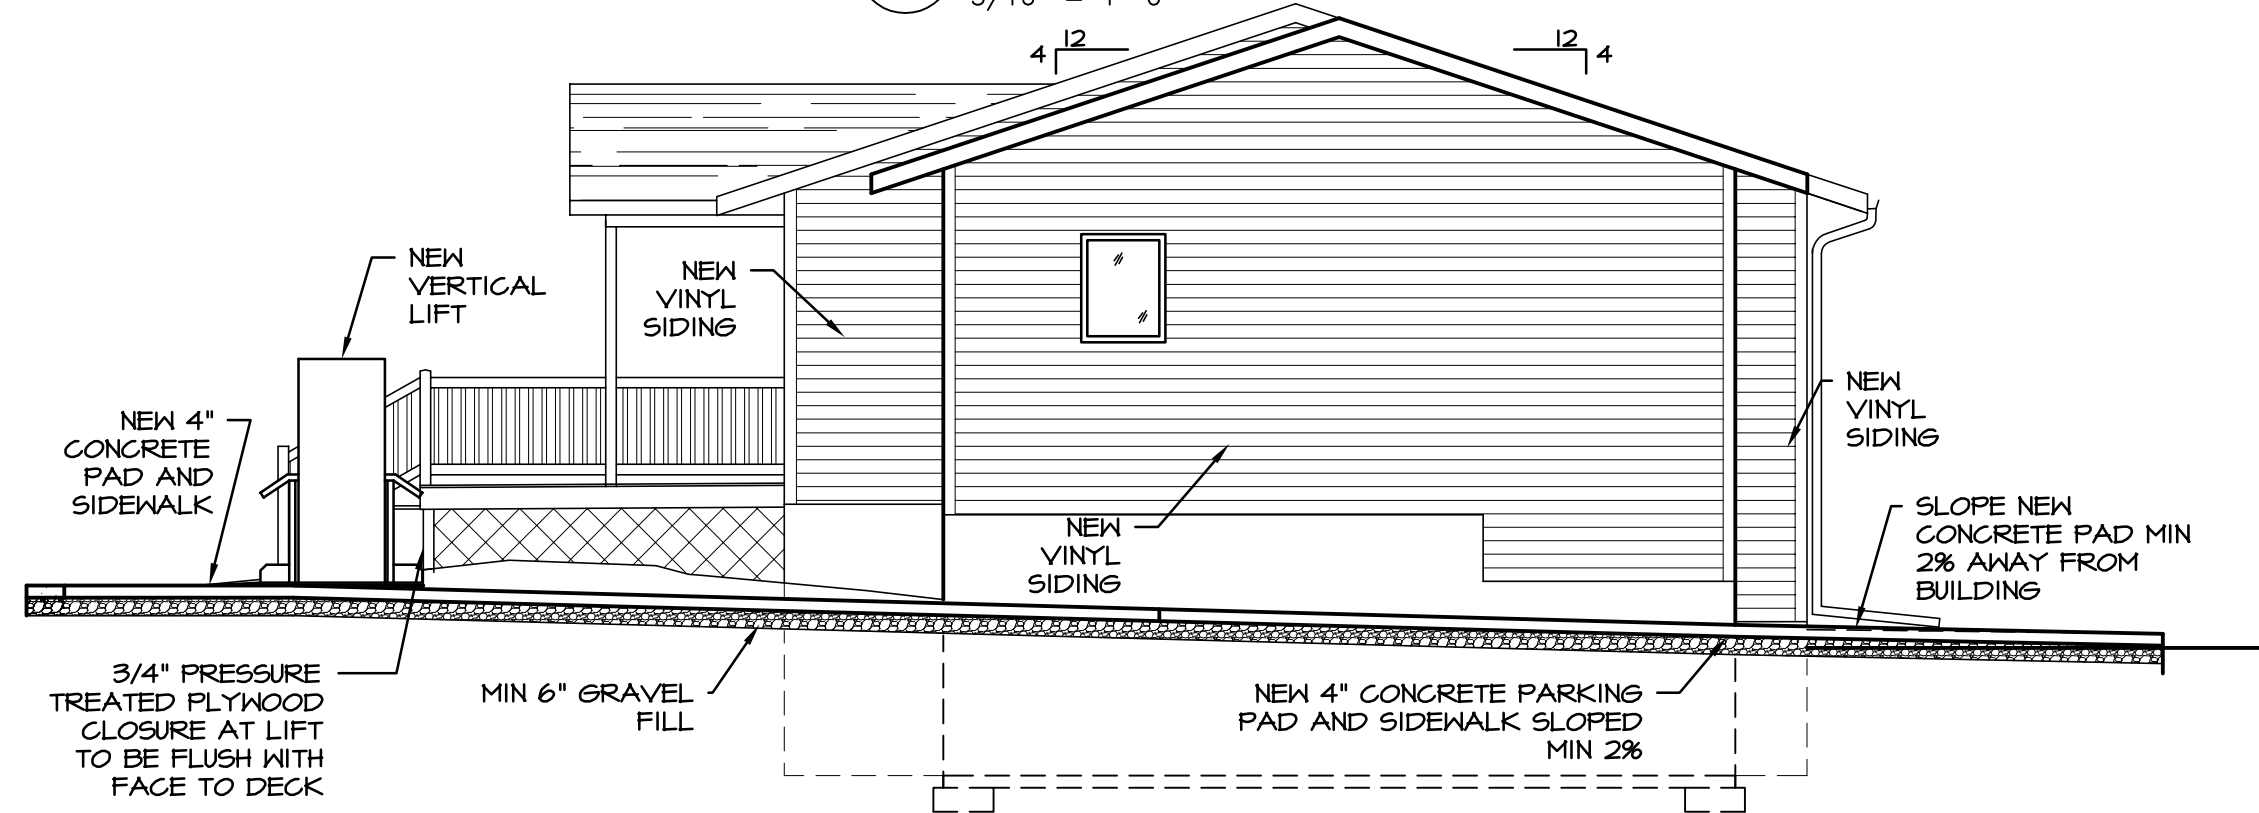 12
4
12
4
NEW
VERTICAL
LIFT
NEW
VINYL
SIDING
NEW 4"
CONCRETE
PAD AND
SIDEWALK
NEW
VINYL
SIDING
NEW
VINYL
SIDING
SLOPE NEW
CONCRETE PAD MIN
2% AWAY FROM
BUILDING
3/4" PRESSURE
TREATED PLYWOOD
CLOSURE AT LIFT
TO BE FLUSH WITH
FACE TO DECK
MIN 6" GRAVEL
FILL
NEW 4" CONCRETE PARKING
PAD AND SIDEWALK SLOPED
MIN 2%